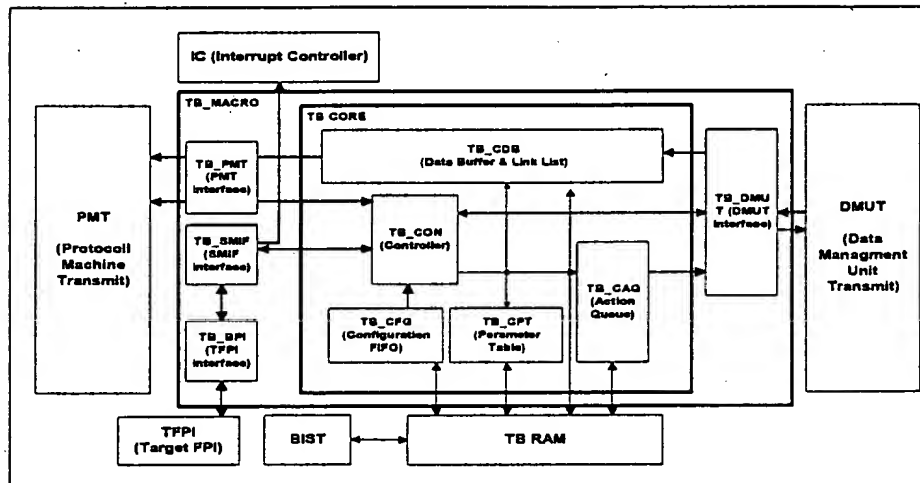 IC (Interrupt Controller)
TB_MACRO
TB CORE
TB_CDB
(Data Buffer & Link List)
TB_PMT
(PMT
Interface)
TB_DMU
T (DMUT
Interface)
PMT
(Protocoll
Machine
Transmit)
TB_CON
(Controller)
DMUT
(Data
Managment
Unit
Transmit)
TB_SMIF
(SMIF
Interface)
TB_CAQ
(Action
Queue)
TB_BPI
(TFPI
Interface)
TB_CFG
(Configuration
FIFO)
TB_CPT
(Parameter
Table)
TFPI
(Target FPI)
BIST
TB RAM